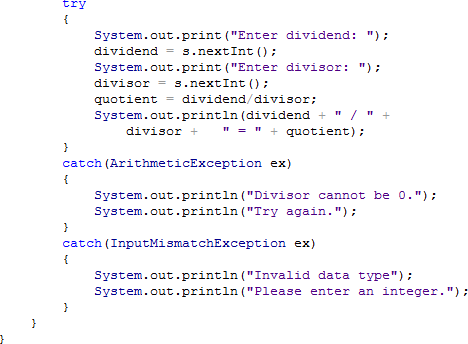 try
{
System.out.print("Enter dividend: ");
dividend = s.nextInt();
System.out.print("Enter divisor: ");
divisor = s.nextInt();
quotient = dividend/divisor;
System.out.println(dividend + " / " +
divisor +   " = " + quotient);
}
catch(ArithmeticException ex)
{
System.out.println("Divisor cannot be 0.");
System.out.println("Try again.");
}
catch(InputMismatchException ex)
{
System.out.println("Invalid data type");
System.out.println("Please enter an integer.");
}
}
}